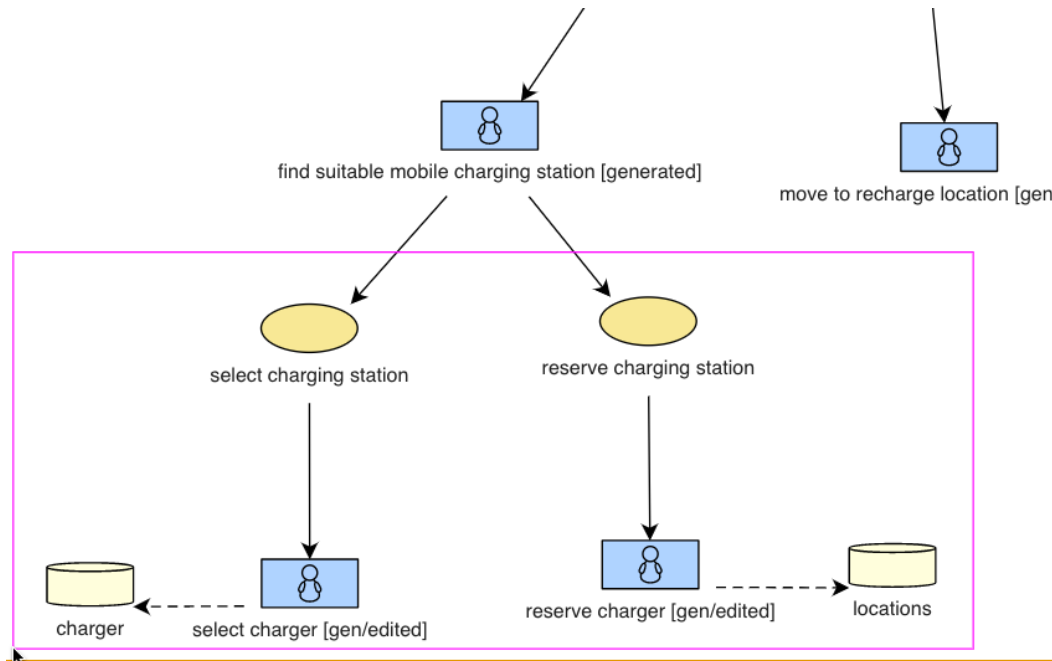 find suitable mobile charging station [generated]
move to recharge location [gen
select charging station
reserve charging station
charger
select charger [gen/edited]
reserve charger [gen/edited]
locations